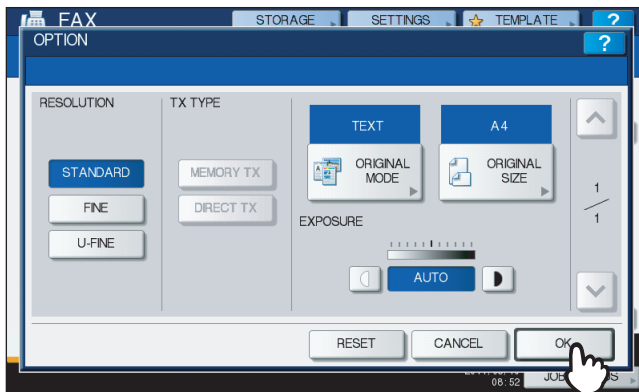 FAX
STORAGE
SETTINGS
TEMPLATE
?
OPTION
?
RESOLUTION
TX TYPE
STANDARD
FINE
U-FINE
MEMORY TX
DIRECT TX
TEXT
A4
ORIGINAL
MODE
ORIGINAL
SIZE
EXPOSURE
AUTO
1
1
RESET
CANCEL
OK
08:52